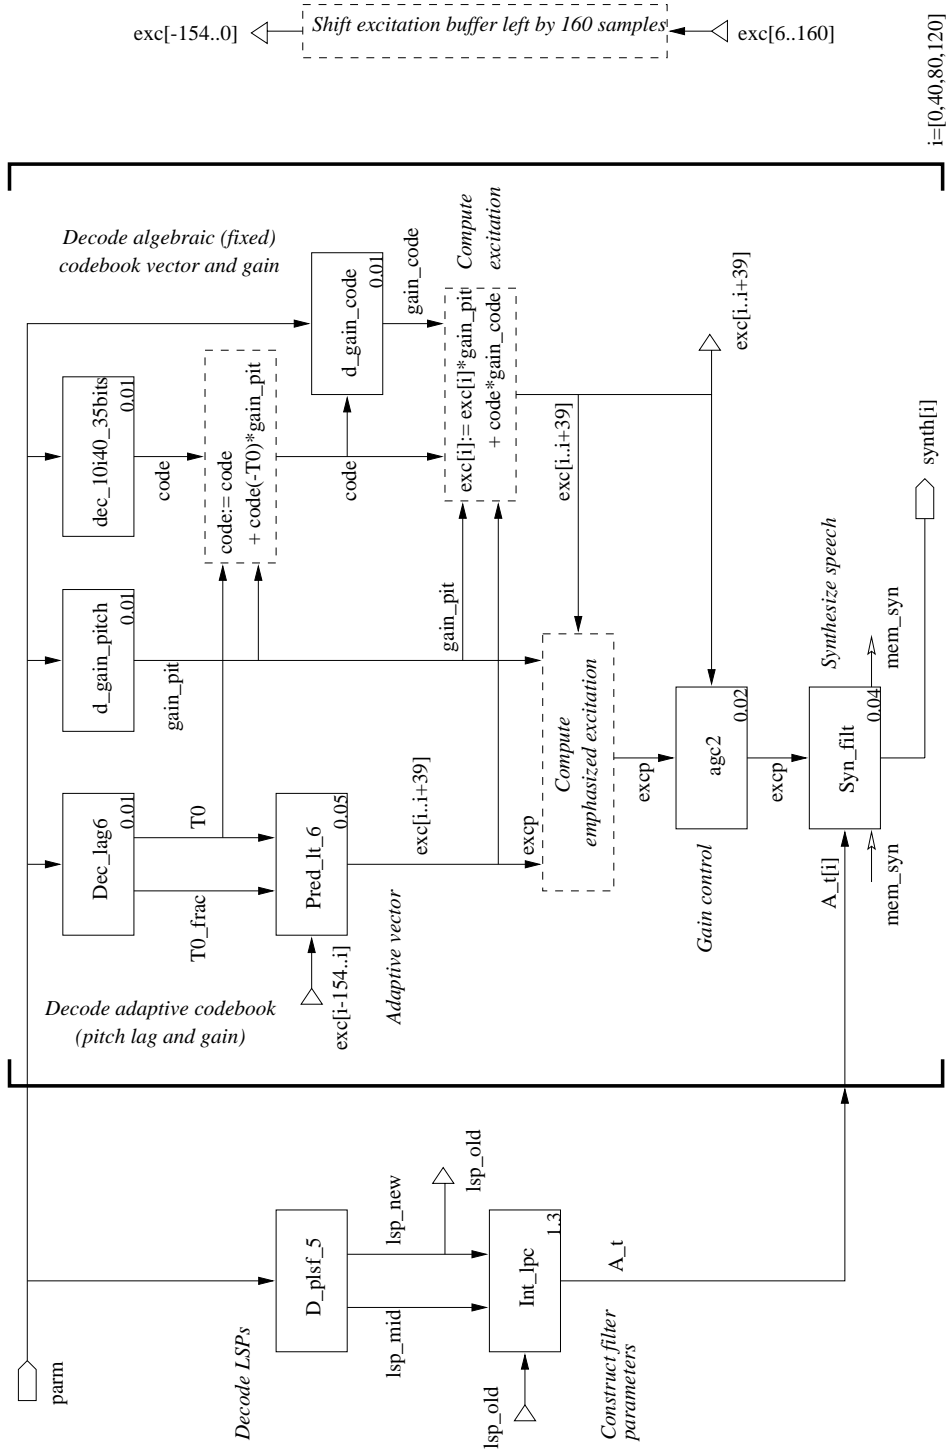 parm
Decode LSPs
D_plsf_5
lsp_mid
lsp_new
lsp_old
lsp_old
Int_lpc
1.3
Construct filter
parameters
A_t
Decode adaptive codebook
(pitch lag and gain)
Dec_lag6
0.01
T0_frac
T0
exc[i-154..i]
Pred_lt_6
0.05
Adaptive vector
exc[i..i+39]
d_gain_pitch
0.01
gain_pit
Decode algebraic (fixed)
codebook vector and gain
dec_10i40_35bits
0.01
code
code:= code
+ code(-T0)*gain_pit
code
d_gain_code
0.01
gain_code
gain_pit
exc[i]:= exc[i]*gain_pit
+ code*gain_code
Compute
excitation
excp
exc[i..i+39]
Compute
emphasized excitation
exc[i..i+39]
excp
Gain control
agc2
0.02
excp
A_t[i]
Synthesize speech
Syn_filt
0.04
mem_syn
mem_syn
synth[i]
i=[0,40,80,120]
exc[-154..0]
Shift excitation buffer left by 160 samples
exc[6..160]